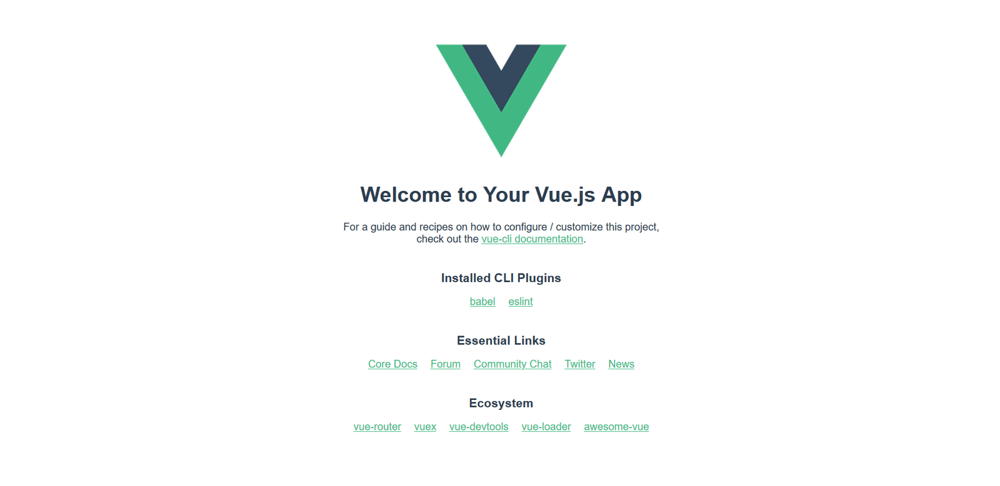 Welcome to Your Vue.js App
For a guide and recipes on how to configure / customize this project,
check out the vue-cli documentation.
Installed CLI Plugins
babel eslint
Essential Links
Core Docs Forum Community Chat Twitter News
Ecosystem
vue-router vuex vue-devtools vue-loader awesome-vue